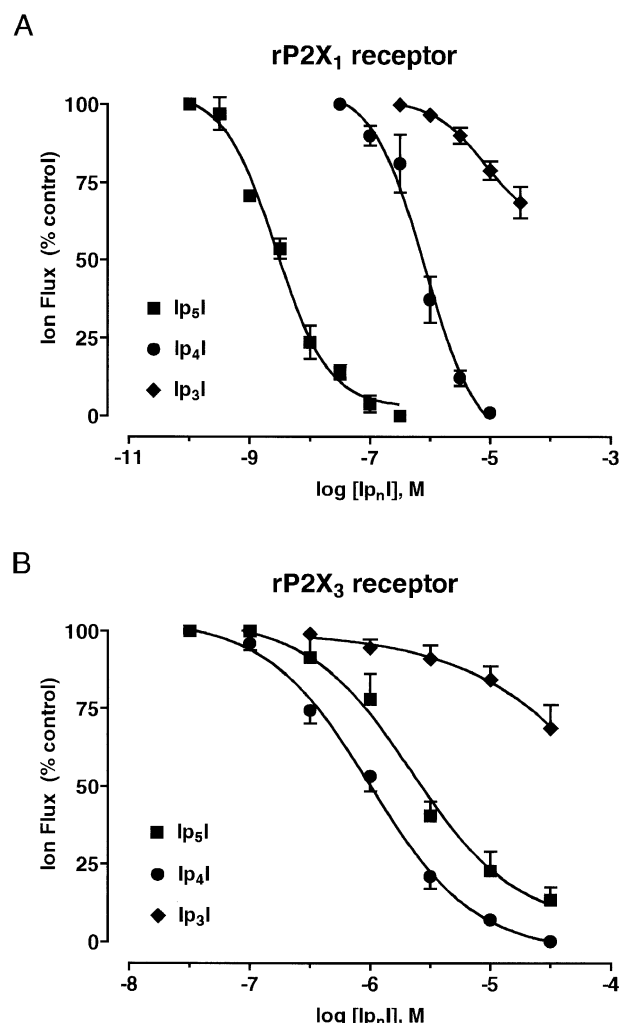 A
rP2X₁ receptor
Ion Flux (% control)
100
75
50
25
0
Ip₅I
Ip₄I
Ip₃I
-11 -9 -7 -5 -3
log [IpₙI], M
B
rP2X₃ receptor
Ion Flux (% control)
100
75
50
25
0
Ip₅I
Ip₄I
Ip₃I
-8 -7 -6 -5 -4
log [IpₙI], M